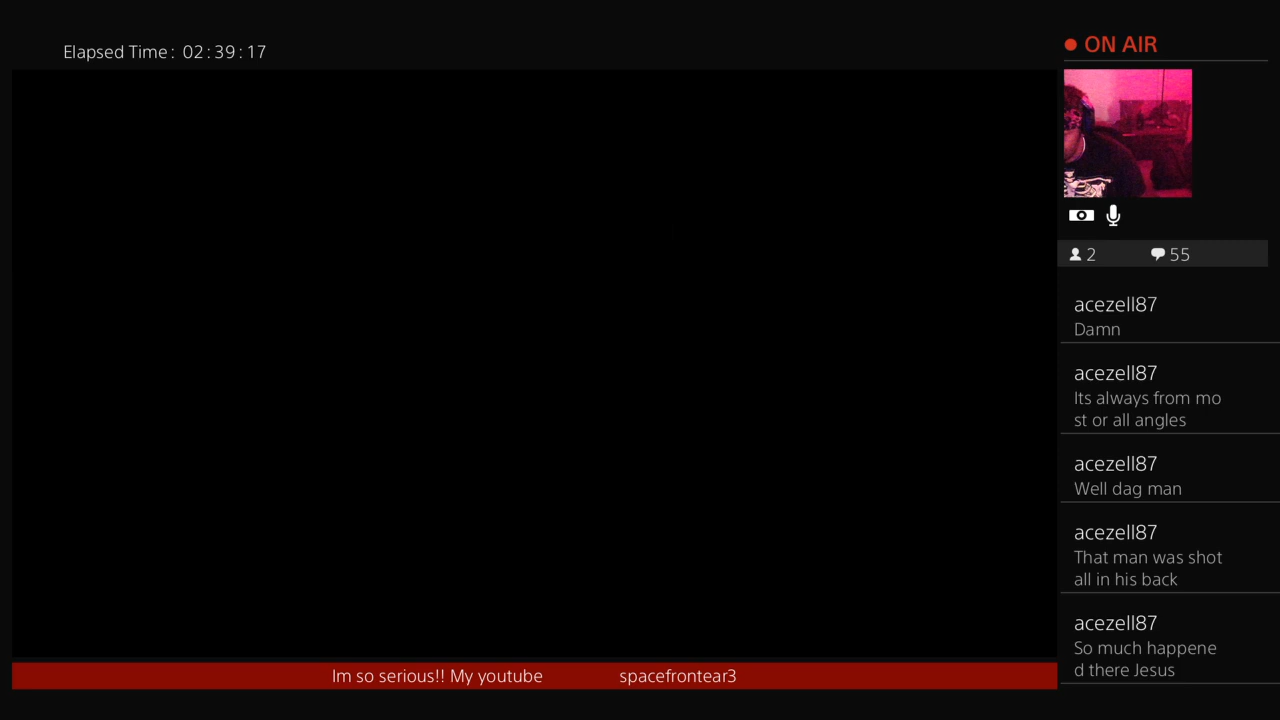 Elapsed Time: 02:39:17
ON AIR
2 55
acezell87
Damn
acezell87
Its always from mo
st or all angles
acezell87
Well dag man
acezell87
That man was shot
all in his back
acezell87
So much happene
d there Jesus
Im so serious!! My youtube spacefrontear3